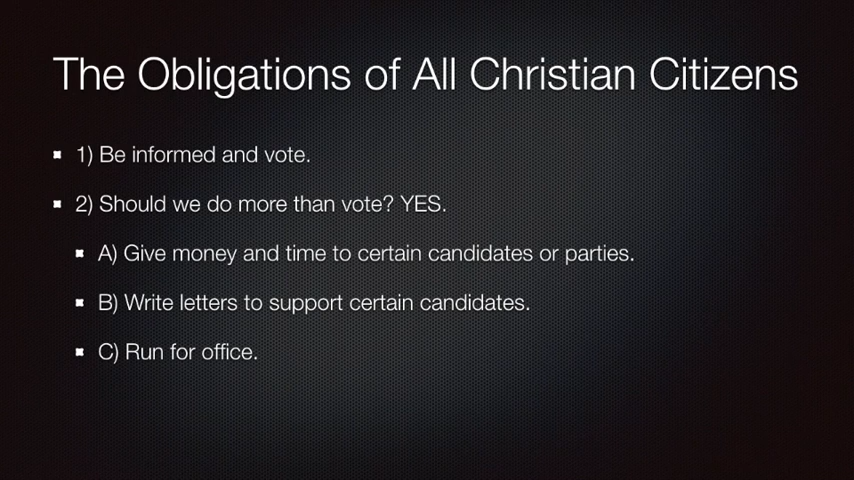 The Obligations of All Christian Citizens
1) Be informed and vote.
2) Should we do more than vote? YES.
A) Give money and time to certain candidates or parties.
B) Write letters to support certain candidates.
C) Run for office.